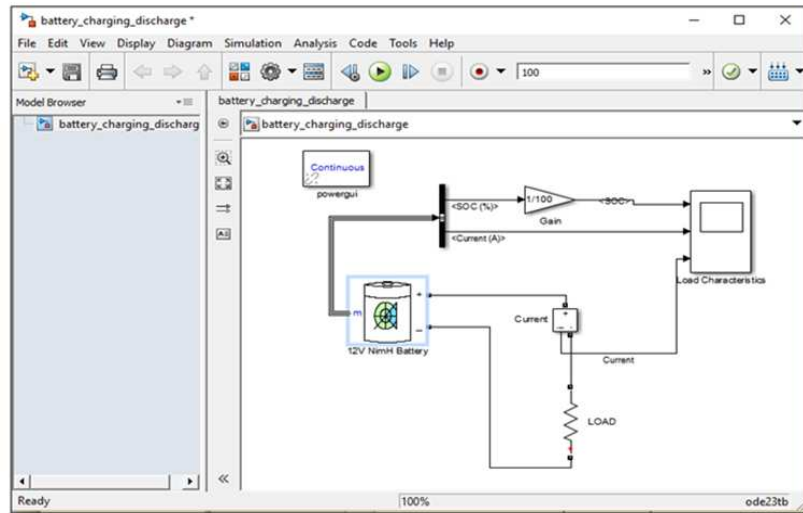 battery_charging_discharge *
File Edit View Display Diagram Simulation Analysis Code Tools Help
100
»
Model Browser
battery_charging_discharge
battery_charging_discharg
battery_charging_discharge
Continuous
powergui
<SOC (%)>
1/100
Gain
<SOC>
<Current (A)>
Load Characteristics
m
+
−
12V NimH Battery
Current
+
-
i
Current
LOAD
+
«
Ready
100%
ode23tb